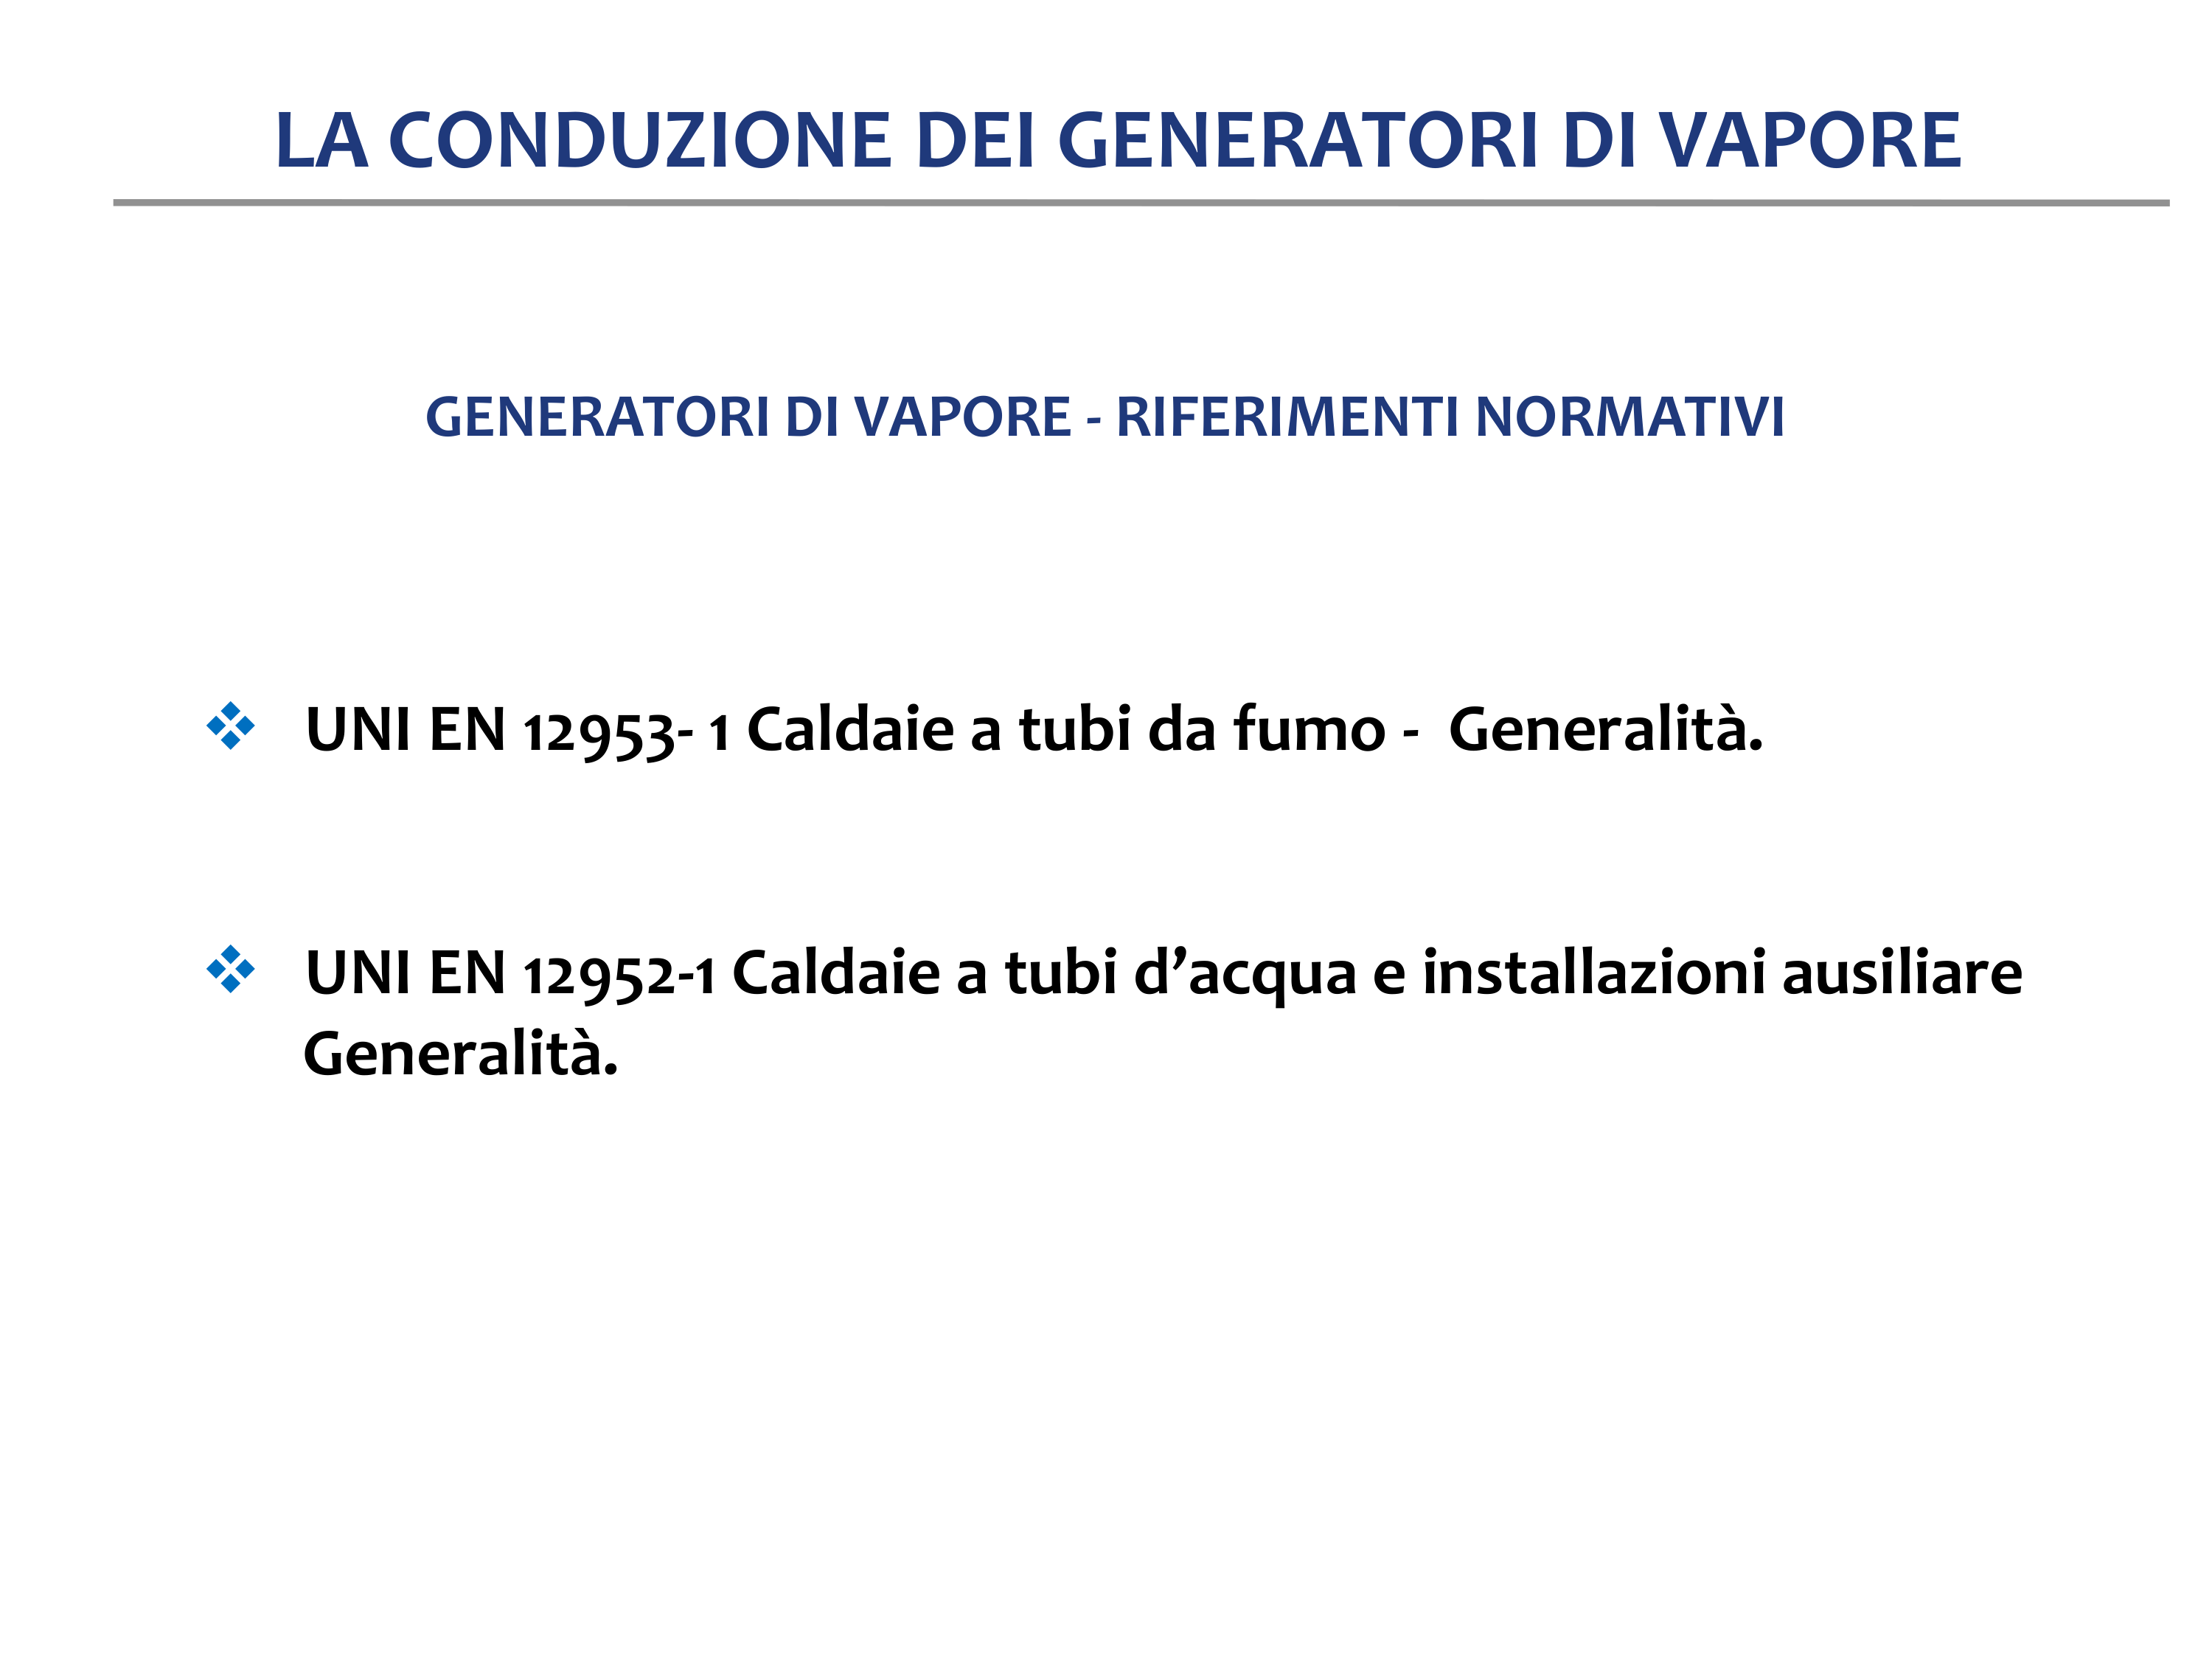 LA CONDUZIONE DEI GENERATORI DI VAPORE
GENERATORI DI VAPORE - RIFERIMENTI NORMATIVI
UNI EN 12953- 1 Caldaie a tubi da fumo - Generalità.
UNI EN 12952-1 Caldaie a tubi d’acqua e installazioni ausiliare
Generalità.